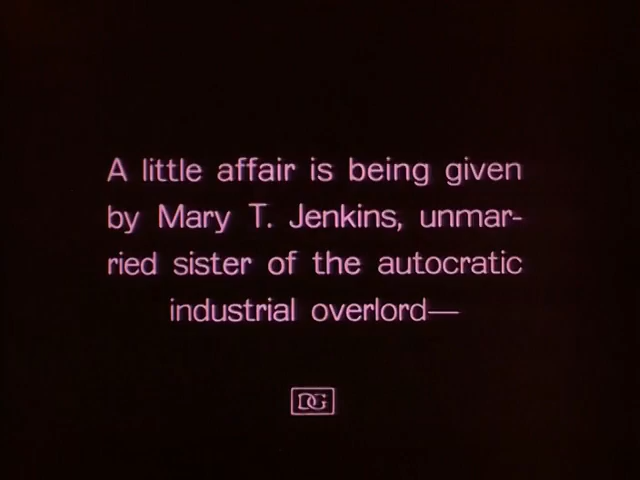 A little affair is being given
by Mary T. Jenkins, unmar-
ried sister of the autocratic
industrial overlord—
DG